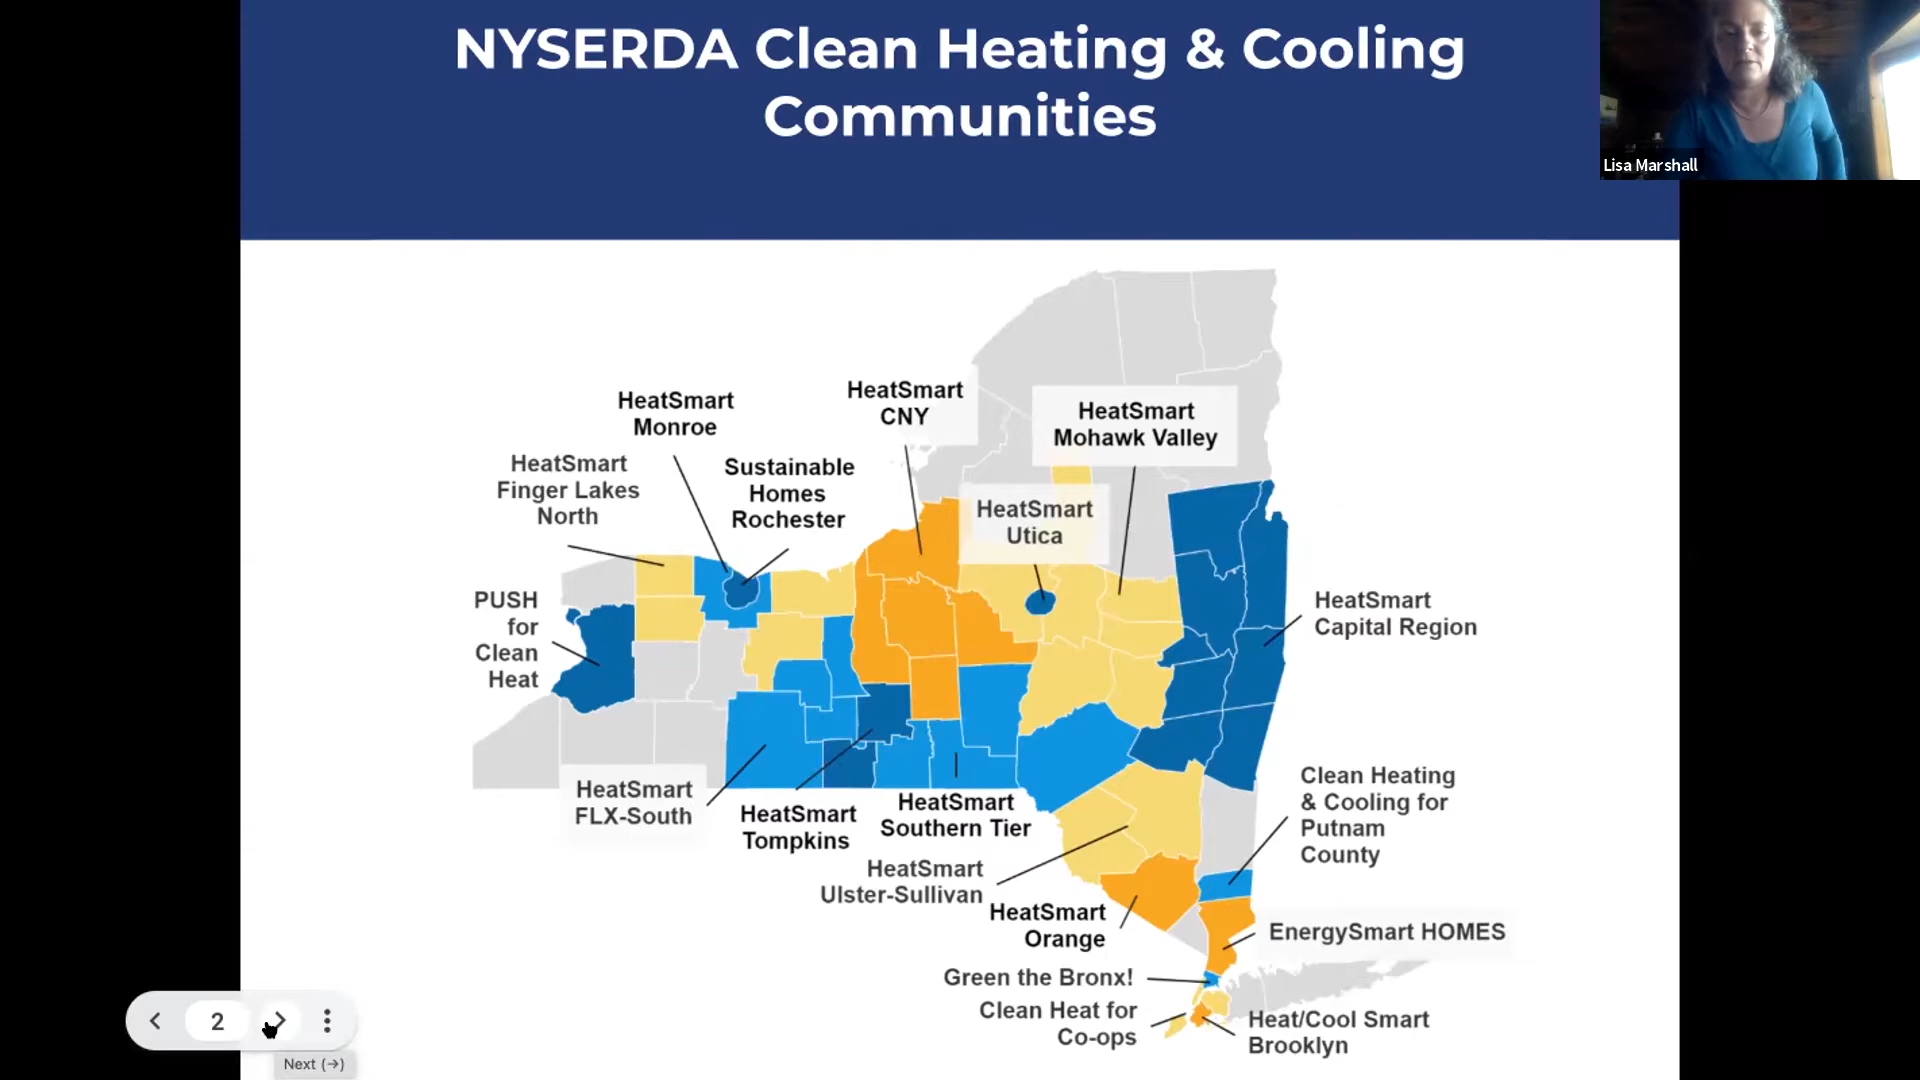 NYSERDA Clean Heating & Cooling
Communities
Lisa Marshall
HeatSmart
CNY
HeatSmart
Monroe
HeatSmart
Mohawk Valley
HeatSmart
Finger Lakes
North
Sustainable
Homes
Rochester
HeatSmart
Utica
PUSH
for
Clean
Heat
HeatSmart
Capital Region
HeatSmart
FLX-South
HeatSmart
Tompkins
HeatSmart
Southern Tier
Clean Heating
& Cooling for
Putnam
County
HeatSmart
Ulster-Sullivan
HeatSmart
Orange
EnergySmart HOMES
Green the Bronx!
Clean Heat for
Co-ops
Heat/Cool Smart
Brooklyn
2
Next (→)